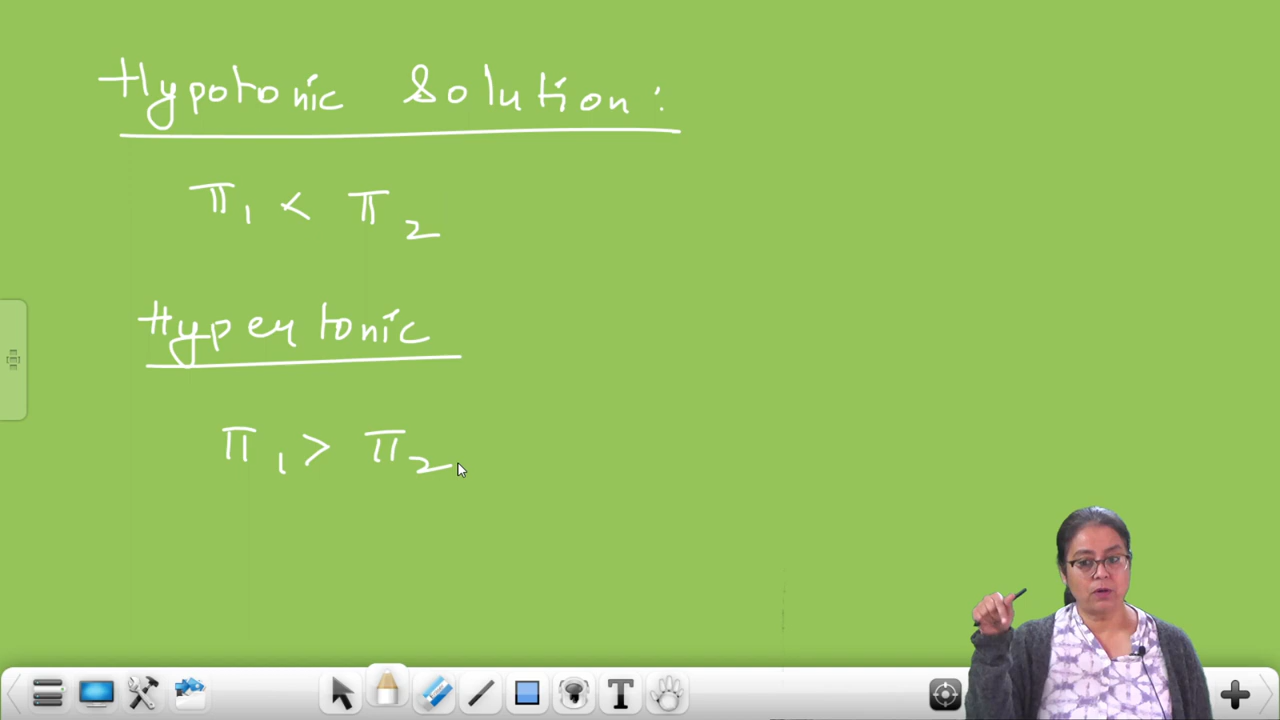 Hypotonic Solution:
π₁ < π₂
Hypertonic
π₁ > π₂
T